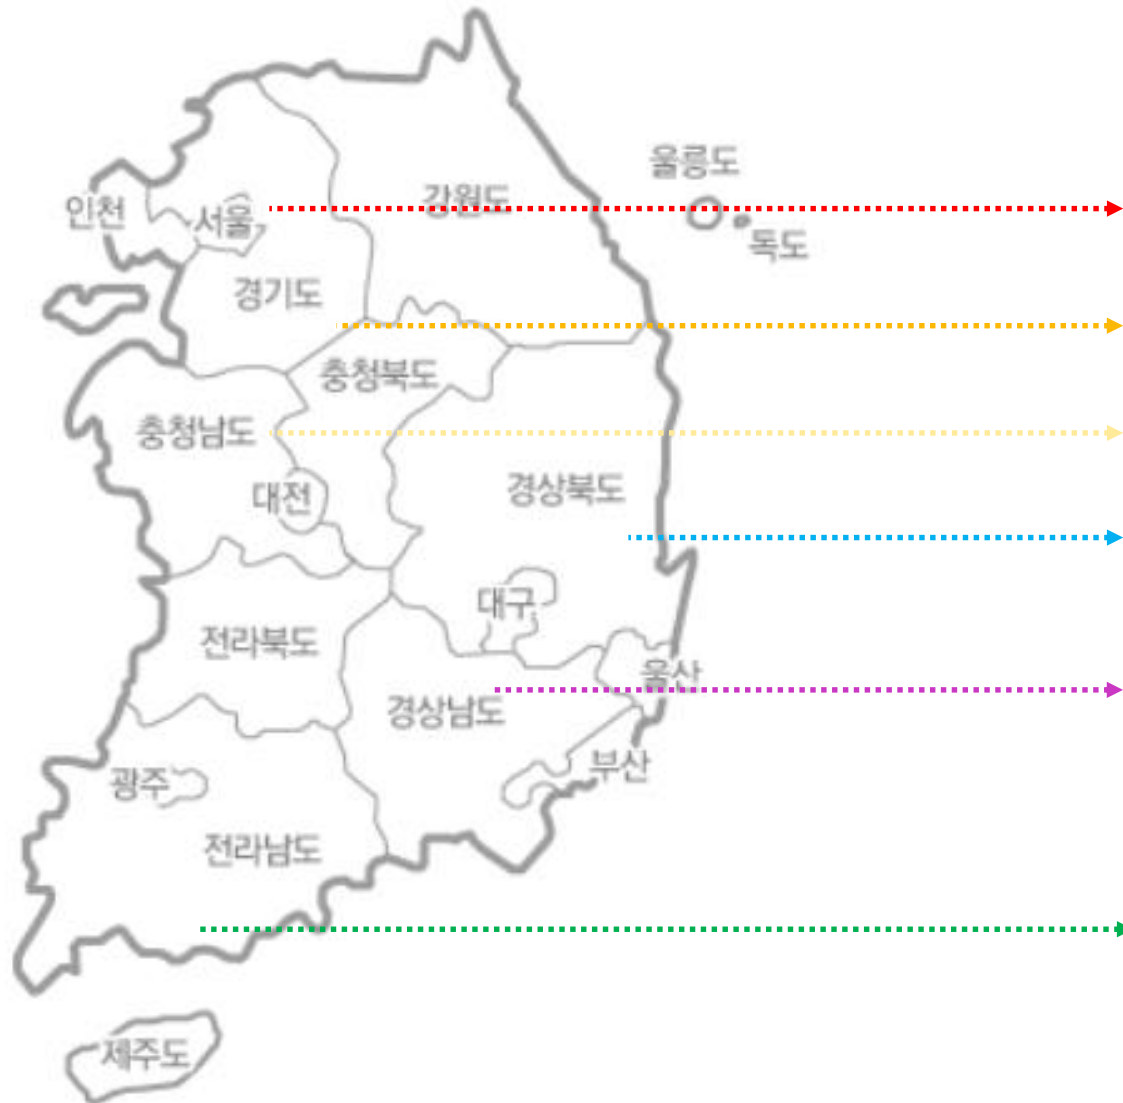 울릉도
강원도
인천
서울
독도
경기도
충청북도
충청남도
경상북도
대전
대구
전라북도
울산
경상남도
부산
광주
전라남도
제주도